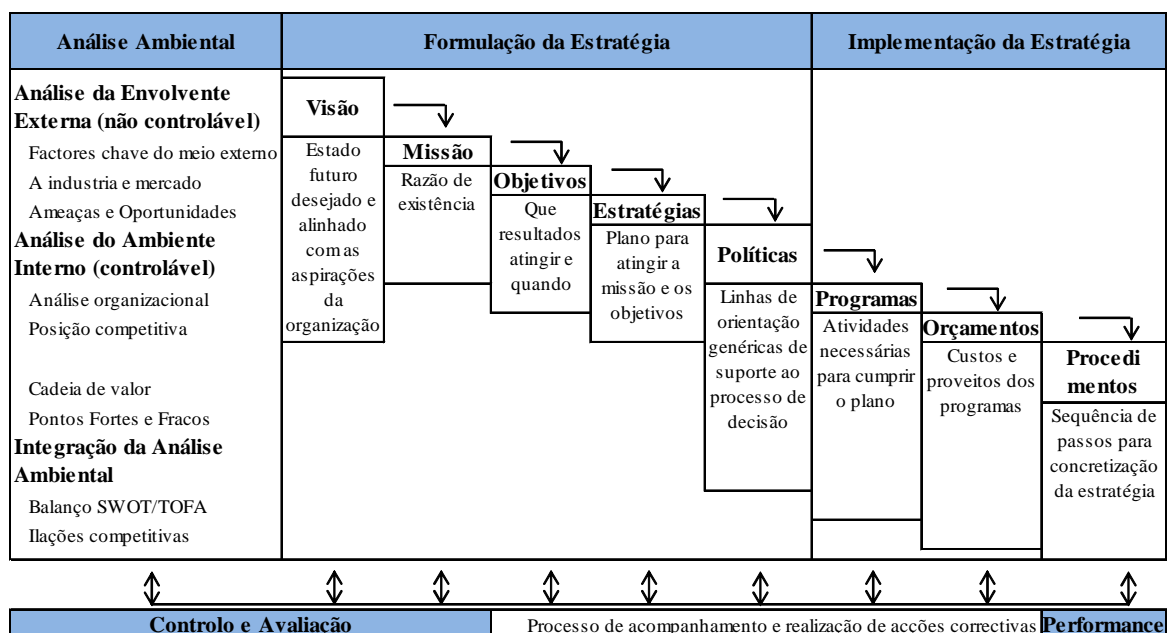 Análise Ambiental
Formulação da Estratégia
Implementação da Estratégia
Análise da Envolvente
Externa (não controlável)
Factores chave do meio externo
A industria e mercado
Ameaças e Oportunidades
Análise do Ambiente
Interno (controlável)
Análise organizacional
Posição competitiva
Cadeia de valor
Pontos Fortes e Fracos
Integração da Análise
Ambiental
Balanço SWOT/TOFA
Ilações competitivas
Visão
Estado
futuro
desejado e
alinhado
com as
aspirações
da
organização
Missão
Razão de
existência
Objetivos
Que
resultados
atingir e
quando
Estratégias
Plano para
atingir a
missão e os
objetivos
Políticas
Linhas de
orientação
genéricas de
suporte ao
processo de
decisão
Programas
Atividades
necessárias
para cumprir
o plano
Orçamentos
Custos e
proveitos dos
programas
Procedi
mentos
Sequência de
passos para
concretização
da estratégia
Controlo e Avaliação
Processo de acompanhamento e realização de acções correctivas
Performance